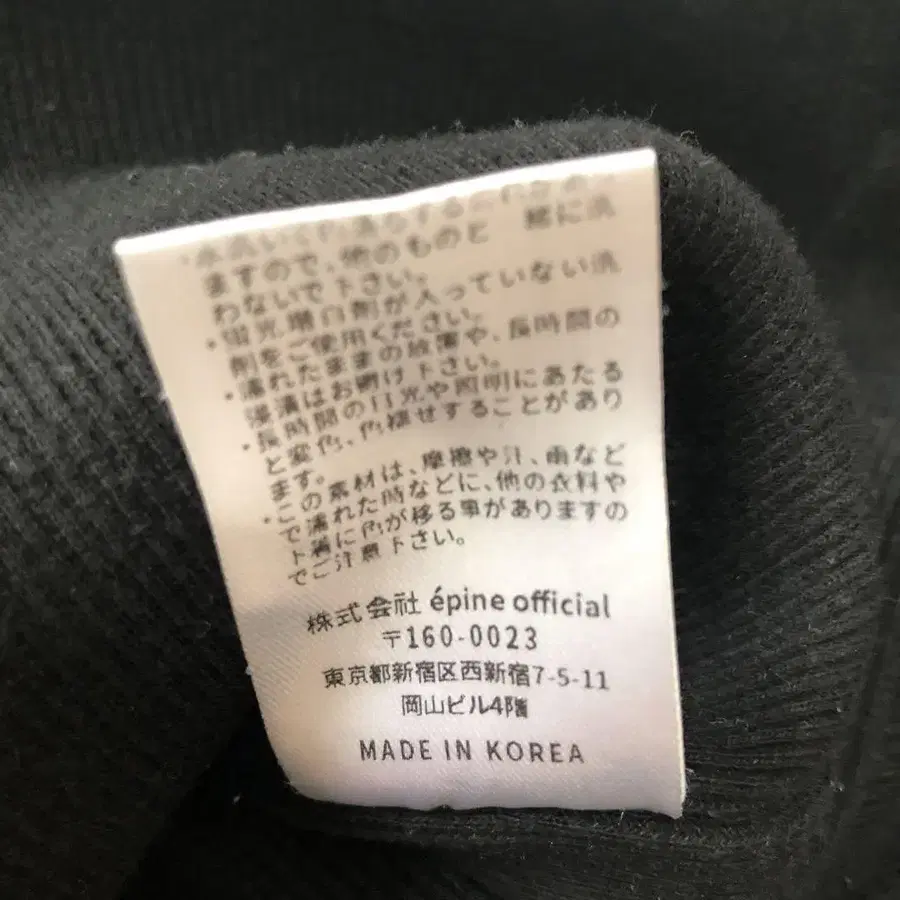 ますので、他のものと 一緒に洗
わないで下さい。
・蛍光増白剤が入っていない洗
剤をご使用ください。
・濡れたままの放置や、長時間の
浸漬はお避け下さい。
・長時間の日光や照明にあたる
と変色、色褪せすることがあり
ます。
・この素材は、摩擦や汗、雨など
で濡れた時などに、他の衣料や
下着に色が移る事がありますの
でご注意下さい。
株式会社 épine official
〒160-0023
東京都新宿区西新宿7-5-11
岡山ビル4階
MADE IN KOREA